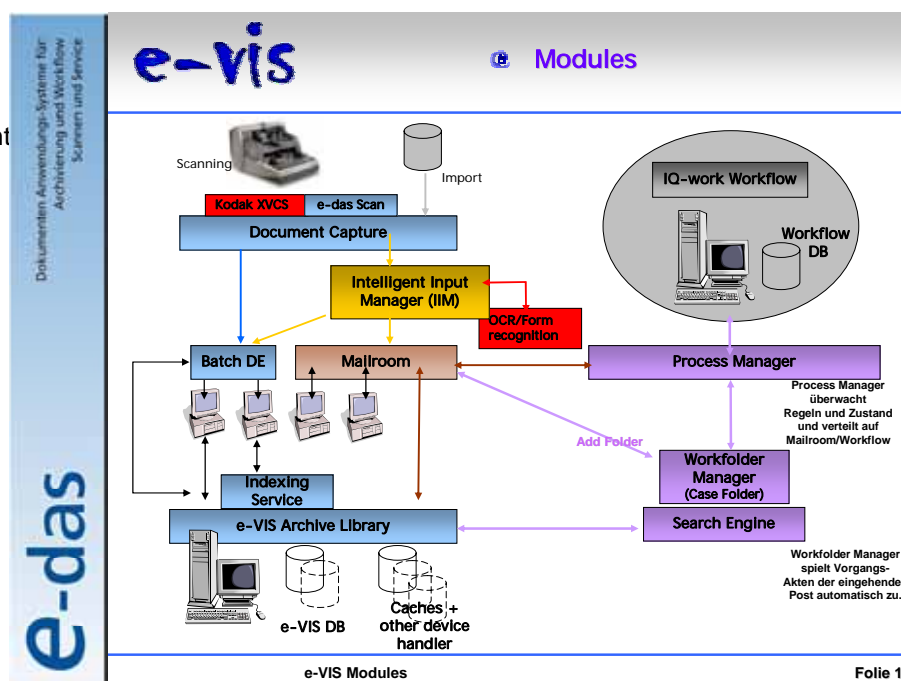 nt
Dokumenten Anwendungs-Systeme für
Archivierung und Workflow
Scannen und Service
e-das
e-vis
e Modules
Scanning
Import
Kodak XVCS
e-das Scan
Document Capture
IQ-work Workflow
Workflow
DB
Intelligent Input
Manager (IIM)
OCR/Form
recognition
Batch DE
Mailroom
Process Manager
Process Manager
überwacht
Regeln und Zustand
und verteilt auf
Mailroom/Workflow
Add Folder
Workfolder
Manager
(Case Folder)
Indexing
Service
e-VIS Archive Library
Search Engine
Workfolder Manager
spielt Vorgangs-
Akten der eingehende
Post automatisch zu.
e-VIS DB
Caches +
other device
handler
e-VIS Modules
Folie 1